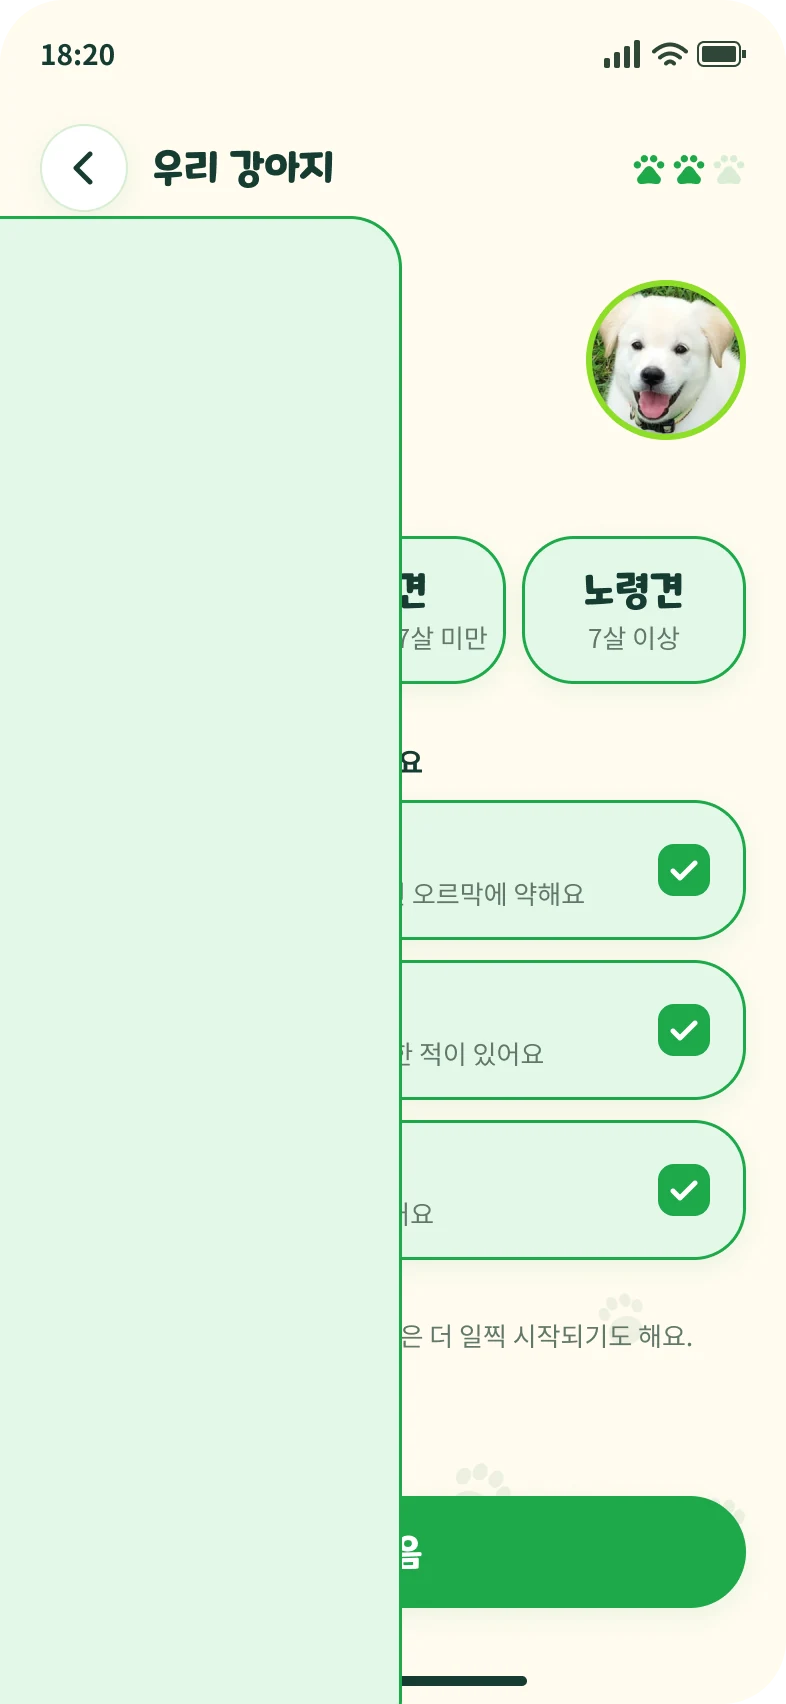 18:20
우리 강아지
견
노령견
7살 미만
7살 이상
요
오르막에 약해요
적이 있어요
요
은 더 일찍 시작되기도 해요.
음